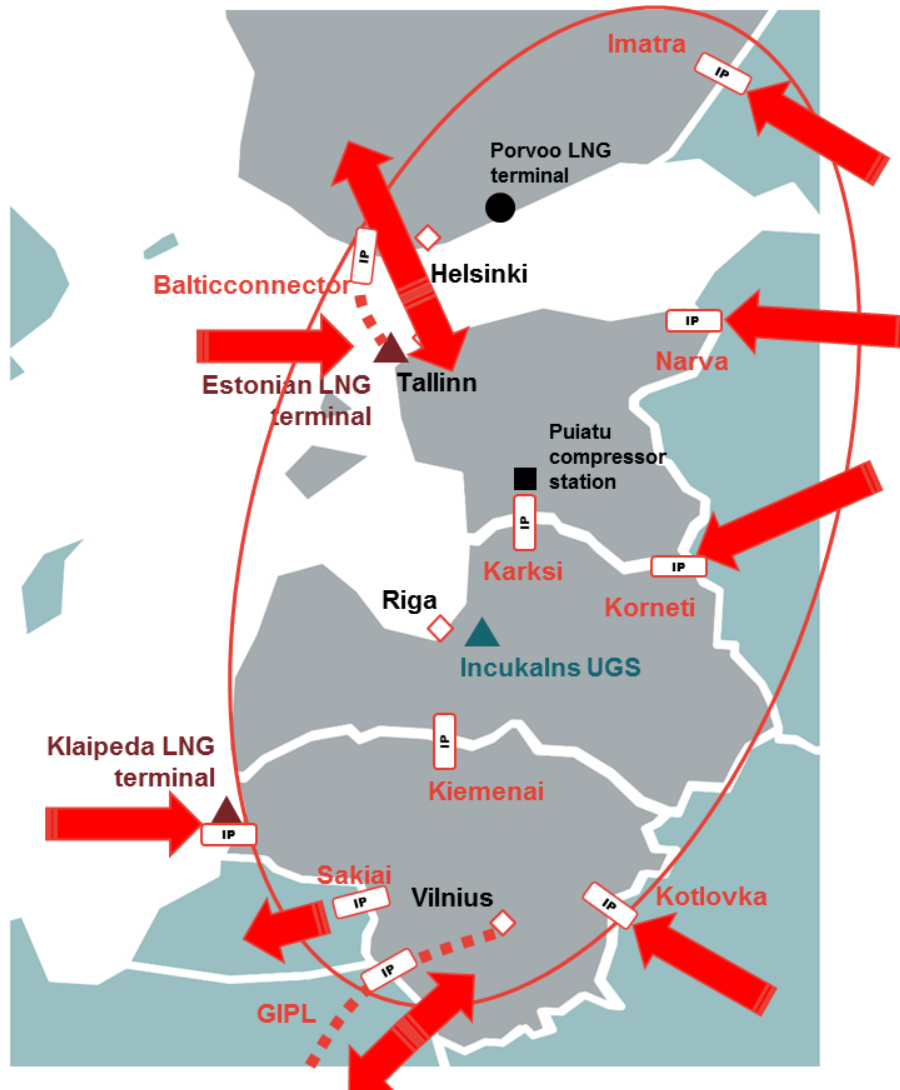 Imatra
IP
Porvoo LNG
terminal
IP
Helsinki
Balticconnector
IP
Narva
Estonian LNG
terminal
Tallinn
Puiatu
compressor
station
IP
Karksi
IP
Korneti
Riga
Incukalns UGS
IP
Kiemenai
Klaipeda LNG
terminal
IP
Sakiai
IP
Vilnius
IP
Kotlovka
IP
GIPL